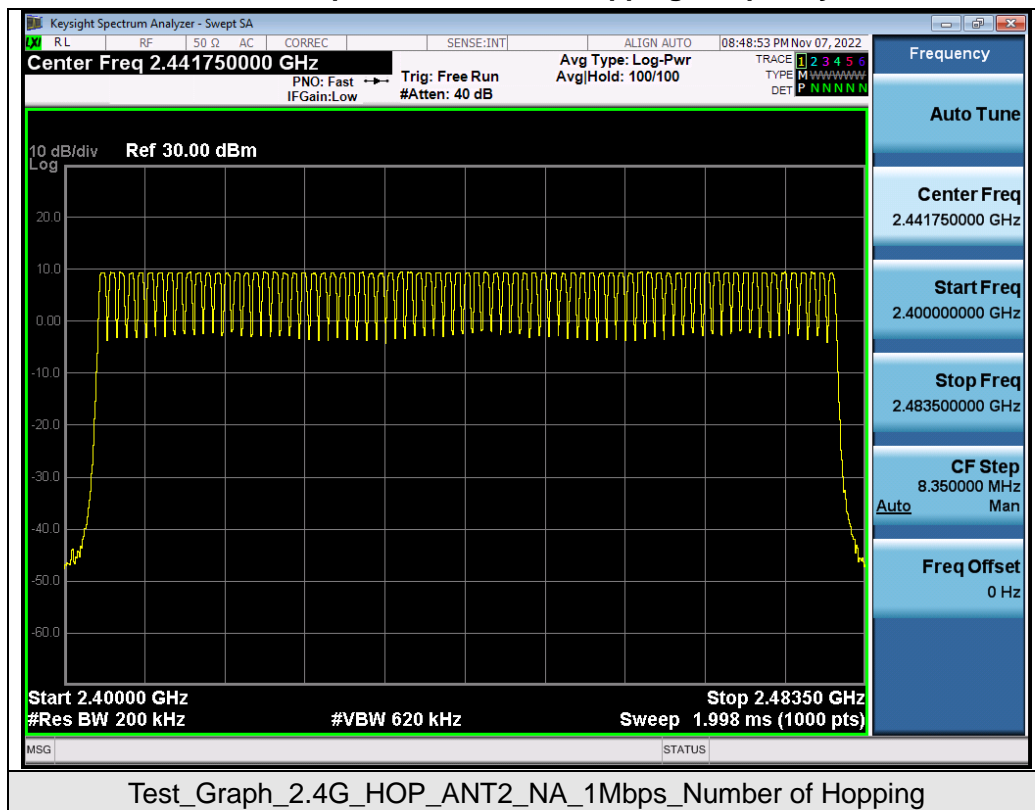 Keysight Spectrum Analyzer - Swept SA
LXI RL RF 50 Ω AC CORREC SENSE:INT ALIGN AUTO 08:48:53 PM Nov 07, 2022
Center Freq 2.441750000 GHz
PNO: Fast
IFGain:Low
Trig: Free Run
#Atten: 40 dB
Avg Type: Log-Pwr
Avg|Hold: 100/100
TRACE 1 2 3 4 5 6
TYPE M WWWWW
DET P N N N N N
Frequency
Auto Tune
10 dB/div Ref 30.00 dBm
Log
Center Freq
2.441750000 GHz
20.0
10.0
0.00
-10.0
-20.0
-30.0
-40.0
-50.0
-60.0
Start Freq
2.400000000 GHz
Stop Freq
2.483500000 GHz
CF Step
8.350000 MHz
Auto Man
Freq Offset
0 Hz
Start 2.40000 GHz Stop 2.48350 GHz
#Res BW 200 kHz #VBW 620 kHz Sweep 1.998 ms (1000 pts)
MSG STATUS
Test_Graph_2.4G_HOP_ANT2_NA_1Mbps_Number of Hopping